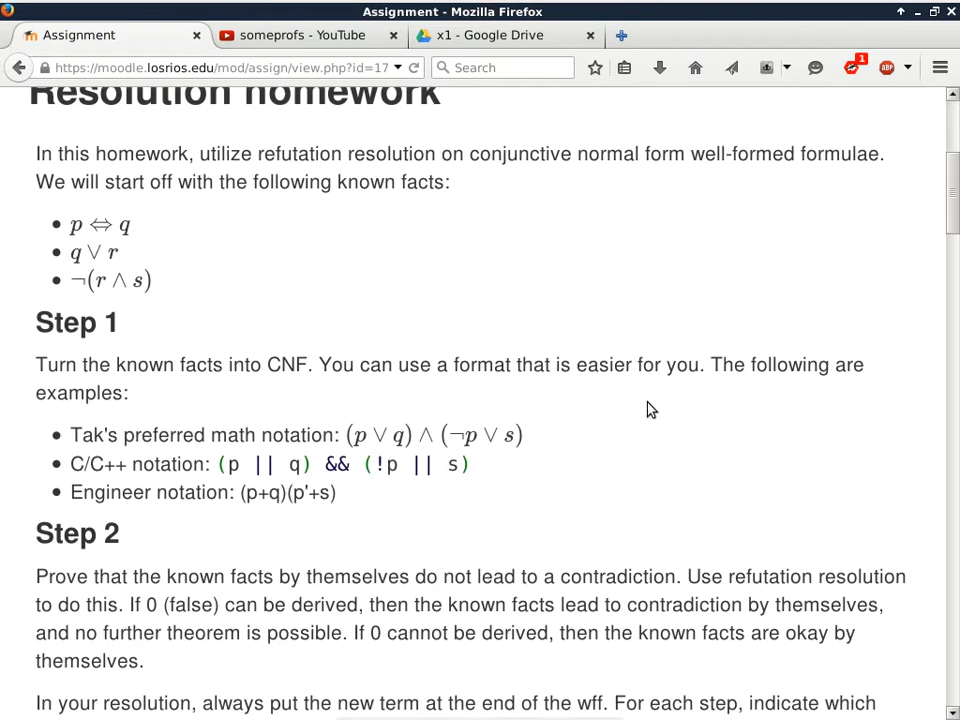 Assignment - Mozilla Firefox
Assignment
someprofs - YouTube
x1 - Google Drive
https://moodle.losrios.edu/mod/assign/view.php?id=17
Search
1
ABP
Resolution homework
In this homework, utilize refutation resolution on conjunctive normal form well-formed formulae.
We will start off with the following known facts:
• p ⇔ q
• q ∨ r
• ¬(r ∧ s)
Step 1
Turn the known facts into CNF. You can use a format that is easier for you. The following are
examples:
• Tak's preferred math notation: (p ∨ q) ∧ (¬p ∨ s)
• C/C++ notation: (p || q) && (!p || s)
• Engineer notation: (p+q)(p'+s)
Step 2
Prove that the known facts by themselves do not lead to a contradiction. Use refutation resolution
to do this. If 0 (false) can be derived, then the known facts lead to contradiction by themselves,
and no further theorem is possible. If 0 cannot be derived, then the known facts are okay by
themselves.
In your resolution, always put the new term at the end of the wff. For each step, indicate which